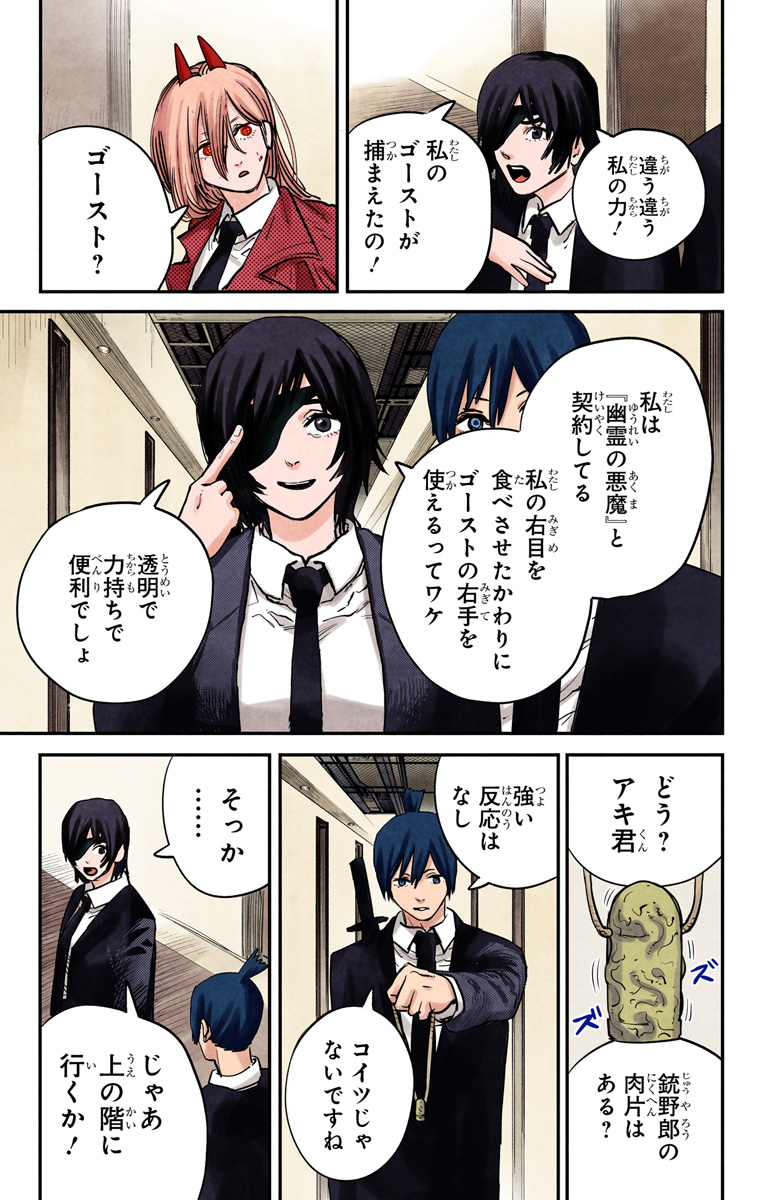 違う違う
私の力！
私の
ゴーストが
捕まえたの！
ゴースト？
私は
『幽霊の悪魔』と
契約してる
私の右目を
食べさせたかわりに
ゴーストの右手を
使えるってワケ
透明で
力持ちで
便利でしょ
どう？
アキ君
ズ
ズ
銃野郎の
肉片は
ある？
強い
反応は
なし
コイツじゃ
ないですね
そっか
……
じゃあ
上の階に
行くか！